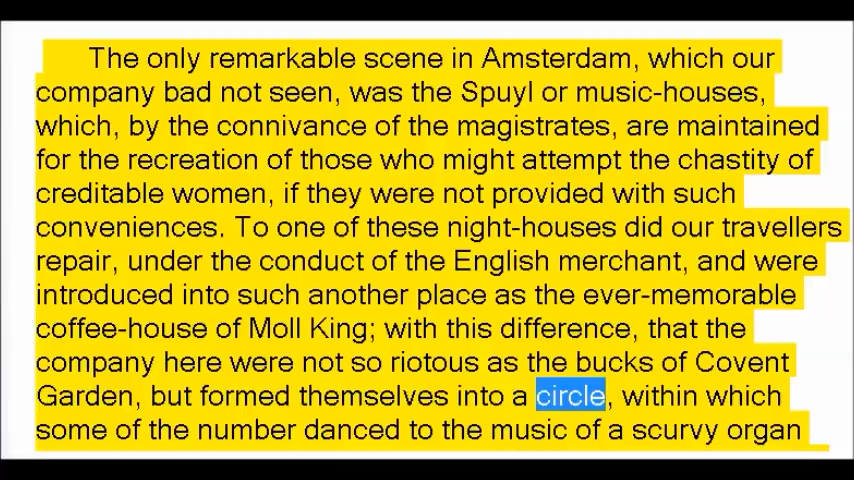 The only remarkable scene in Amsterdam, which our
company bad not seen, was the Spuyl or music-houses,
which, by the connivance of the magistrates, are maintained
for the recreation of those who might attempt the chastity of
creditable women, if they were not provided with such
conveniences. To one of these night-houses did our travellers
repair, under the conduct of the English merchant, and were
introduced into such another place as the ever-memorable
coffee-house of Moll King; with this difference, that the
company here were not so riotous as the bucks of Covent
Garden, but formed themselves into a circle, within which
some of the number danced to the music of a scurvy organ